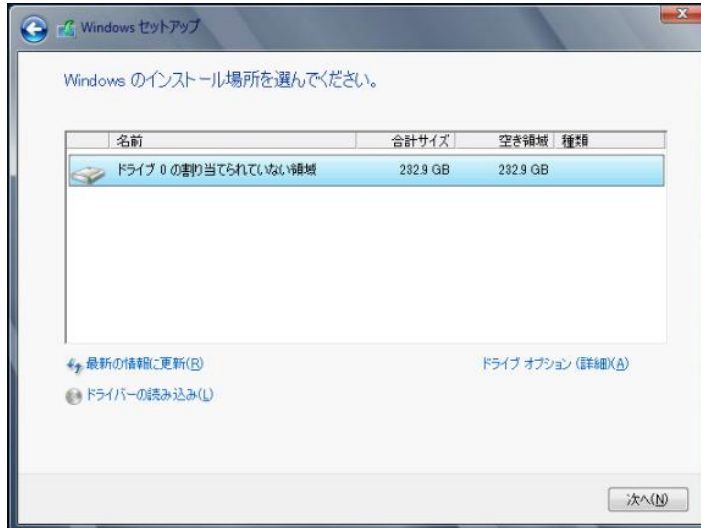 Windows セットアップ
Windows のインストール場所を選んでください。
名前 合計サイズ 空き領域 種類
ドライブ 0 の割り当てられていない領域 232.9 GB 232.9 GB
最新の情報に更新(R) ドライブ オプション (詳細)(A)
ドライバーの読み込み(L)
次へ(N)